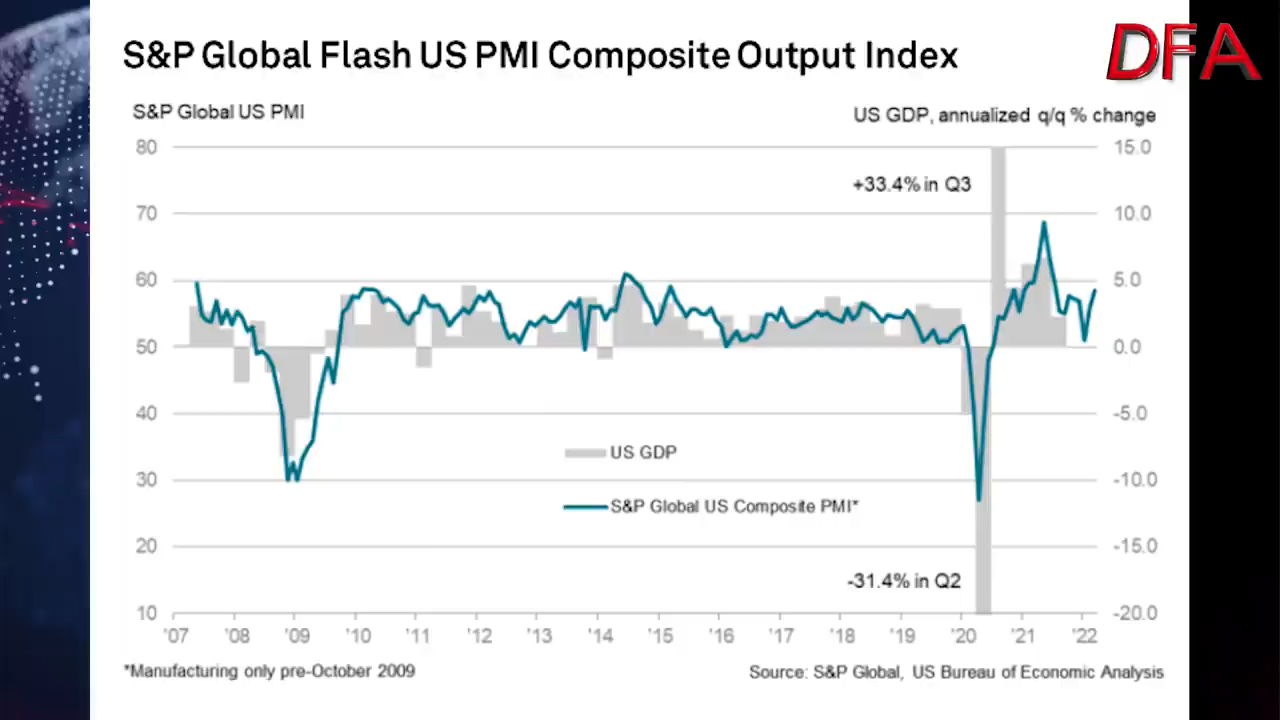 S&P Global Flash US PMI Composite Output Index
DFA
S&P Global US PMI
US GDP, annualized q/q % change
80
15.0
+33.4% in Q3
70
10.0
60
5.0
50
0.0
40
-5.0
US GDP
30
-10.0
S&P Global US Composite PMI*
20
-15.0
-31.4% in Q2
10
-20.0
'07 '08 '09 '10 '11 '12 '13 '14 '15 '16 '17 '18 '19 '20 '21 '22
*Manufacturing only pre-October 2009
Source: S&P Global, US Bureau of Economic Analysis